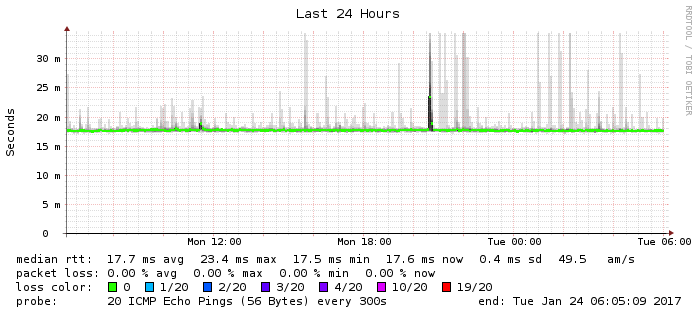 Last 24 Hours
RRDTOOL / TOBI OETIKER
Seconds
30 m
25 m
20 m
15 m
10 m
5 m
0
Mon 12:00 Mon 18:00 Tue 00:00 Tue 06:00
median rtt: 17.7 ms avg 23.4 ms max 17.5 ms min 17.6 ms now 0.4 ms sd 49.5 am/s
packet loss: 0.00 % avg 0.00 % max 0.00 % min 0.00 % now
loss color: 0 1/20 2/20 3/20 4/20 10/20 19/20
probe: 20 ICMP Echo Pings (56 Bytes) every 300s end: Tue Jan 24 06:05:09 2017